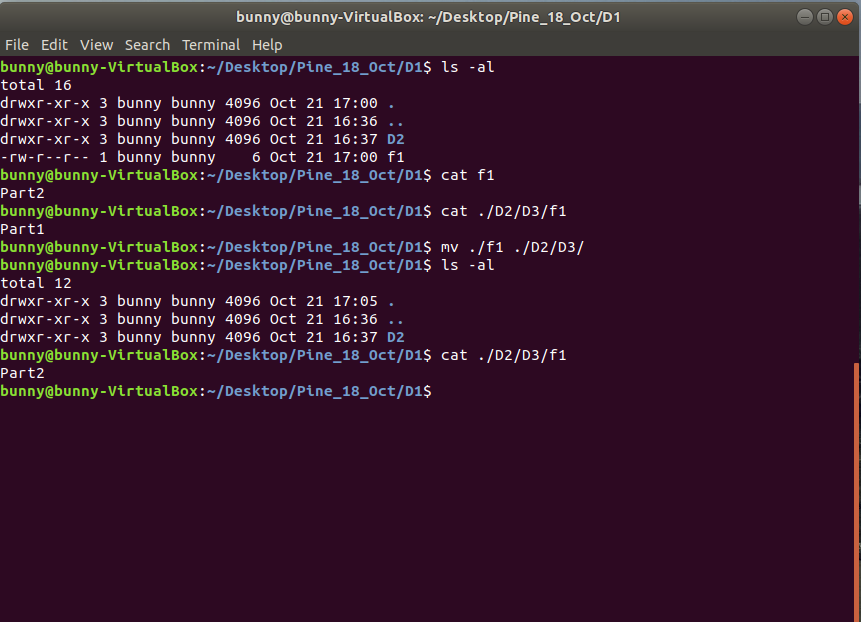 bunny@bunny-VirtualBox: ~/Desktop/Pine_18_Oct/D1
File Edit View Search Terminal Help
bunny@bunny-VirtualBox:~/Desktop/Pine_18_Oct/D1$ ls -al
total 16
drwxr-xr-x 3 bunny bunny 4096 Oct 21 17:00 .
drwxr-xr-x 3 bunny bunny 4096 Oct 21 16:36 ..
drwxr-xr-x 3 bunny bunny 4096 Oct 21 16:37 D2
-rw-r--r-- 1 bunny bunny    6 Oct 21 17:00 f1
bunny@bunny-VirtualBox:~/Desktop/Pine_18_Oct/D1$ cat f1
Part2
bunny@bunny-VirtualBox:~/Desktop/Pine_18_Oct/D1$ cat ./D2/D3/f1
Part1
bunny@bunny-VirtualBox:~/Desktop/Pine_18_Oct/D1$ mv ./f1 ./D2/D3/
bunny@bunny-VirtualBox:~/Desktop/Pine_18_Oct/D1$ ls -al
total 12
drwxr-xr-x 3 bunny bunny 4096 Oct 21 17:05 .
drwxr-xr-x 3 bunny bunny 4096 Oct 21 16:36 ..
drwxr-xr-x 3 bunny bunny 4096 Oct 21 16:37 D2
bunny@bunny-VirtualBox:~/Desktop/Pine_18_Oct/D1$ cat ./D2/D3/f1
Part2
bunny@bunny-VirtualBox:~/Desktop/Pine_18_Oct/D1$